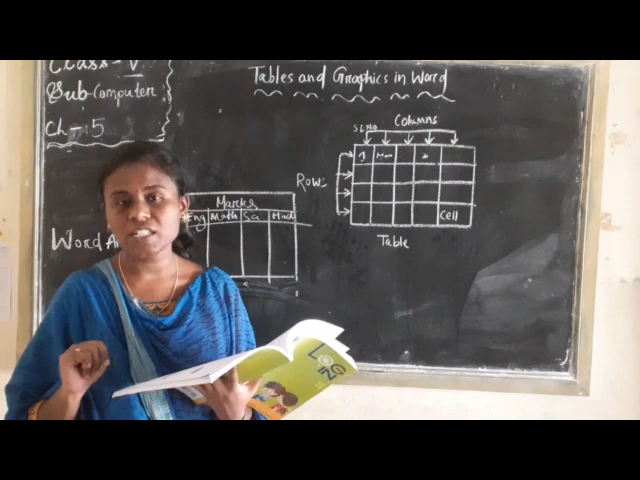 Class - V
Sub-Computer
Ch - 5
Tables and Graphics in Word
Columns
SL NO
Rows
Cell
Table
Marks
Eng Math Sci Hindi
Word